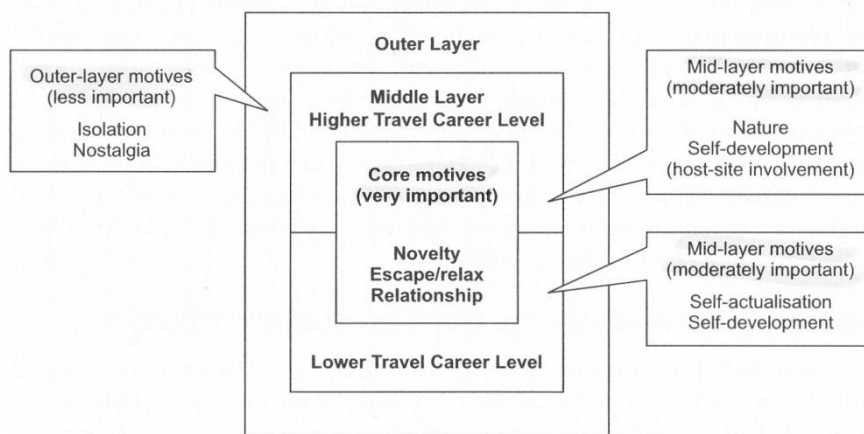 Outer Layer
Outer-layer motives
(less important)
Isolation
Nostalgia
Middle Layer
Higher Travel Career Level
Mid-layer motives
(moderately important)
Nature
Self-development
(host-site involvement)
Core motives
(very important)
Novelty
Escape/relax
Relationship
Mid-layer motives
(moderately important)
Self-actualisation
Self-development
Lower Travel Career Level